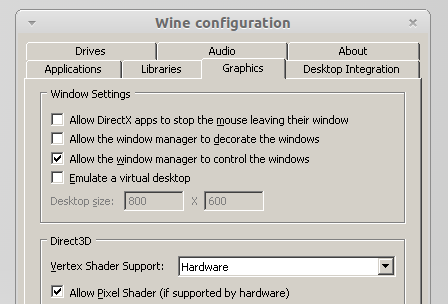 Wine configuration
Drives Audio About
Applications Libraries Graphics Desktop Integration
Window Settings
Allow DirectX apps to stop the mouse leaving their window
Allow the window manager to decorate the windows
Allow the window manager to control the windows
Emulate a virtual desktop
Desktop size: 800 X 600
Direct3D
Vertex Shader Support: Hardware
Allow Pixel Shader (if supported by hardware)